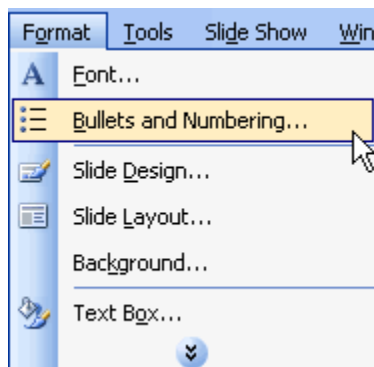 Format Tools Slide Show Win
A Font...
Bullets and Numbering...
Slide Design...
Slide Layout...
Background...
Text Box...